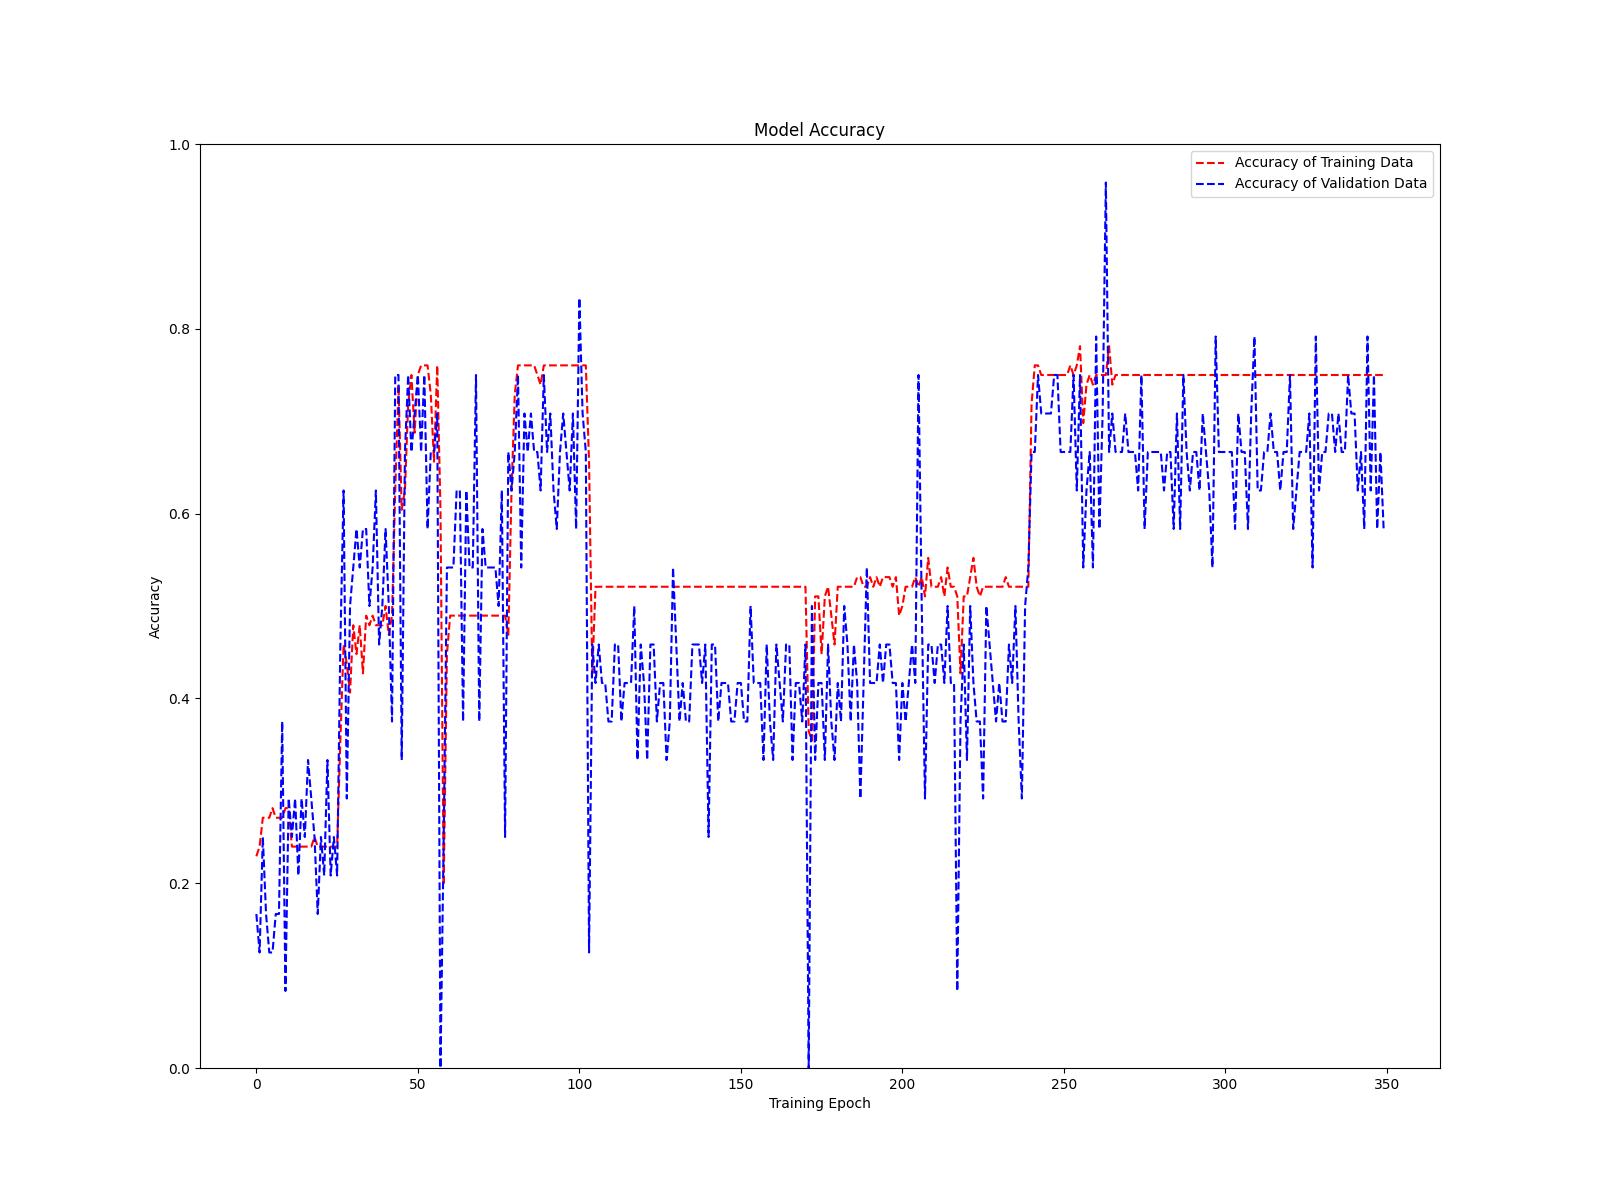 Model Accuracy
Accuracy of Training Data
Accuracy of Validation Data
1.0
0.8
0.6
0.4
0.2
0.0
Accuracy
0 50 100 150 200 250 300 350
Training Epoch